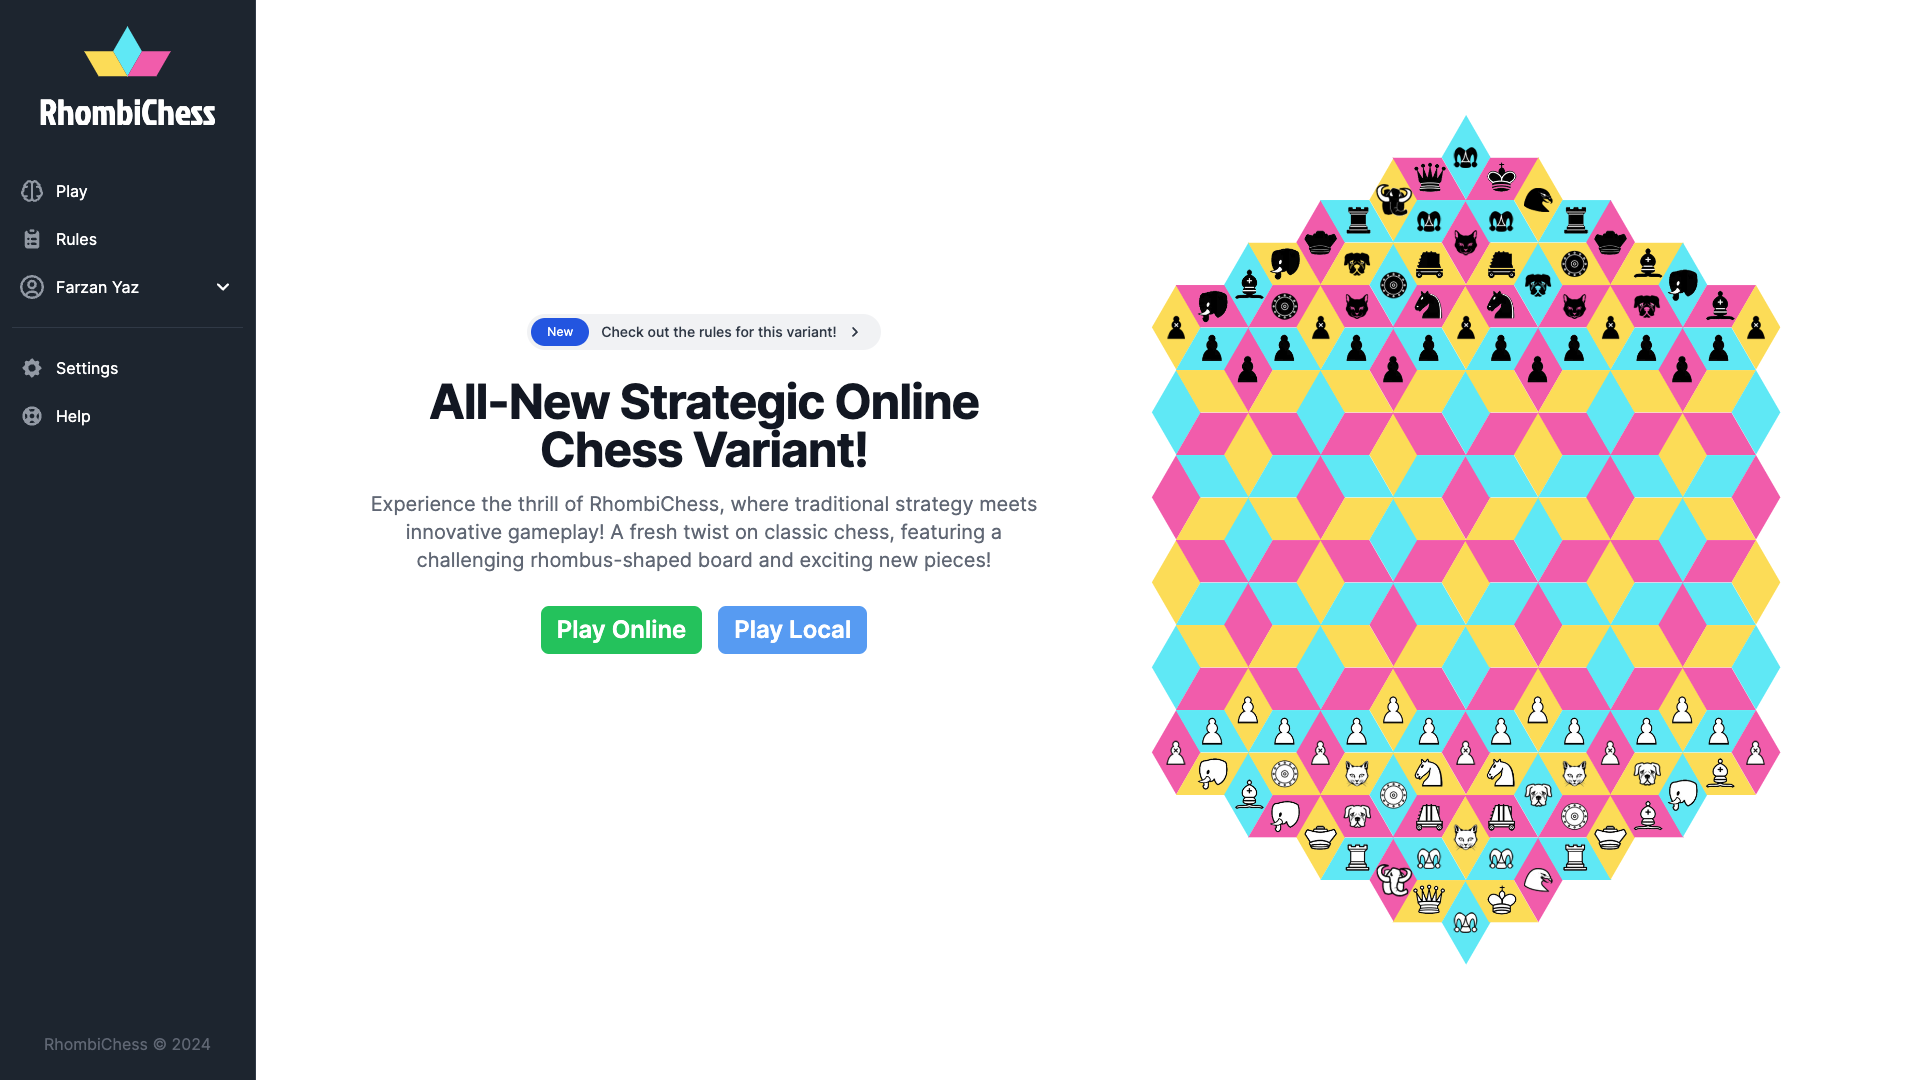 RhombiChess
Play
Rules
Farzan Yaz
Settings
Help
RhombiChess © 2024
New Check out the rules for this variant!
All-New Strategic Online
Chess Variant!
Experience the thrill of RhombiChess, where traditional strategy meets
innovative gameplay! A fresh twist on classic chess, featuring a
challenging rhombus-shaped board and exciting new pieces!
Play Online Play Local